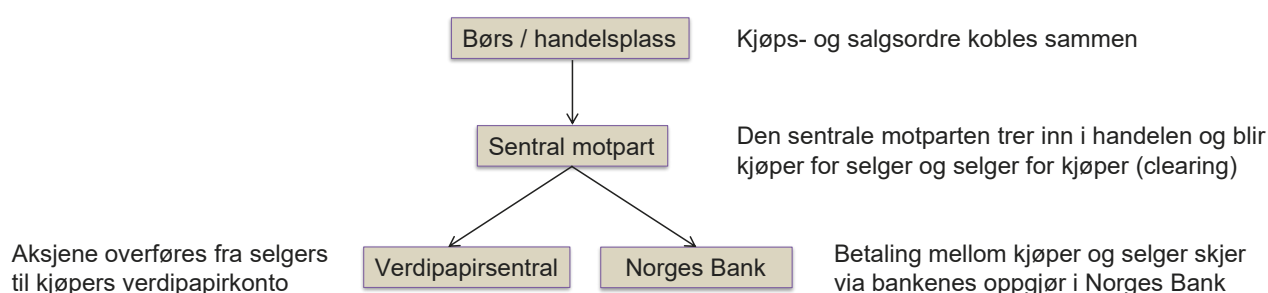 Børs / handelsplass
Kjøps- og salgsordre kobles sammen
Sentral motpart
Den sentrale motparten trer inn i handelen og blir
kjøper for selger og selger for kjøper (clearing)
Aksjene overføres fra selgers
til kjøpers verdipapirkonto
Verdipapirsentral
Norges Bank
Betaling mellom kjøper og selger skjer
via bankenes oppgjør i Norges Bank